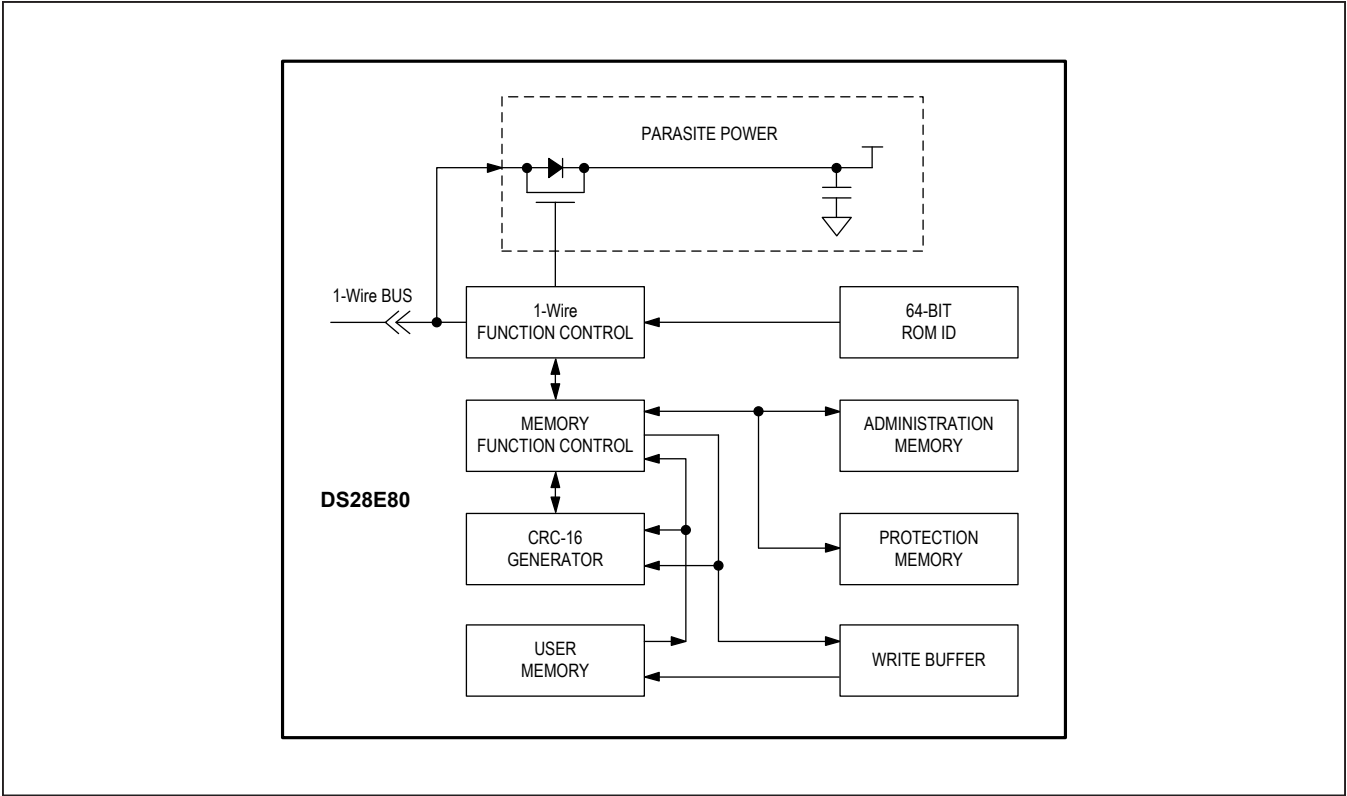 PARASITE POWER
1-Wire BUS
1-Wire
FUNCTION CONTROL
64-BIT
ROM ID
MEMORY
FUNCTION CONTROL
ADMINISTRATION
MEMORY
DS28E80
CRC-16
GENERATOR
PROTECTION
MEMORY
USER
MEMORY
WRITE BUFFER